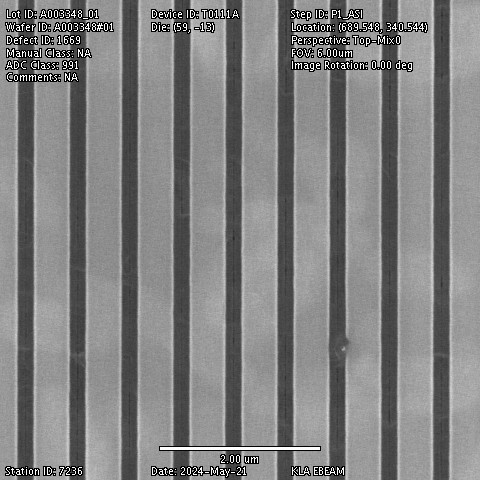 Lot ID: A003348_01
Wafer ID: A003348#01
Defect ID: 1669
Manual Class: NA
ADC Class: 991
Comments: NA
Device ID: T0111A
Die: (59, -15)
Step ID: P1_ASI
Location: (689.548, 340.544)
Perspective: Top-Mix0
FOV: 6.00um
Image Rotation: 0.00 deg
2.00 um
Station ID: 7236
Date: 2024-May-21
KLA EBEAM